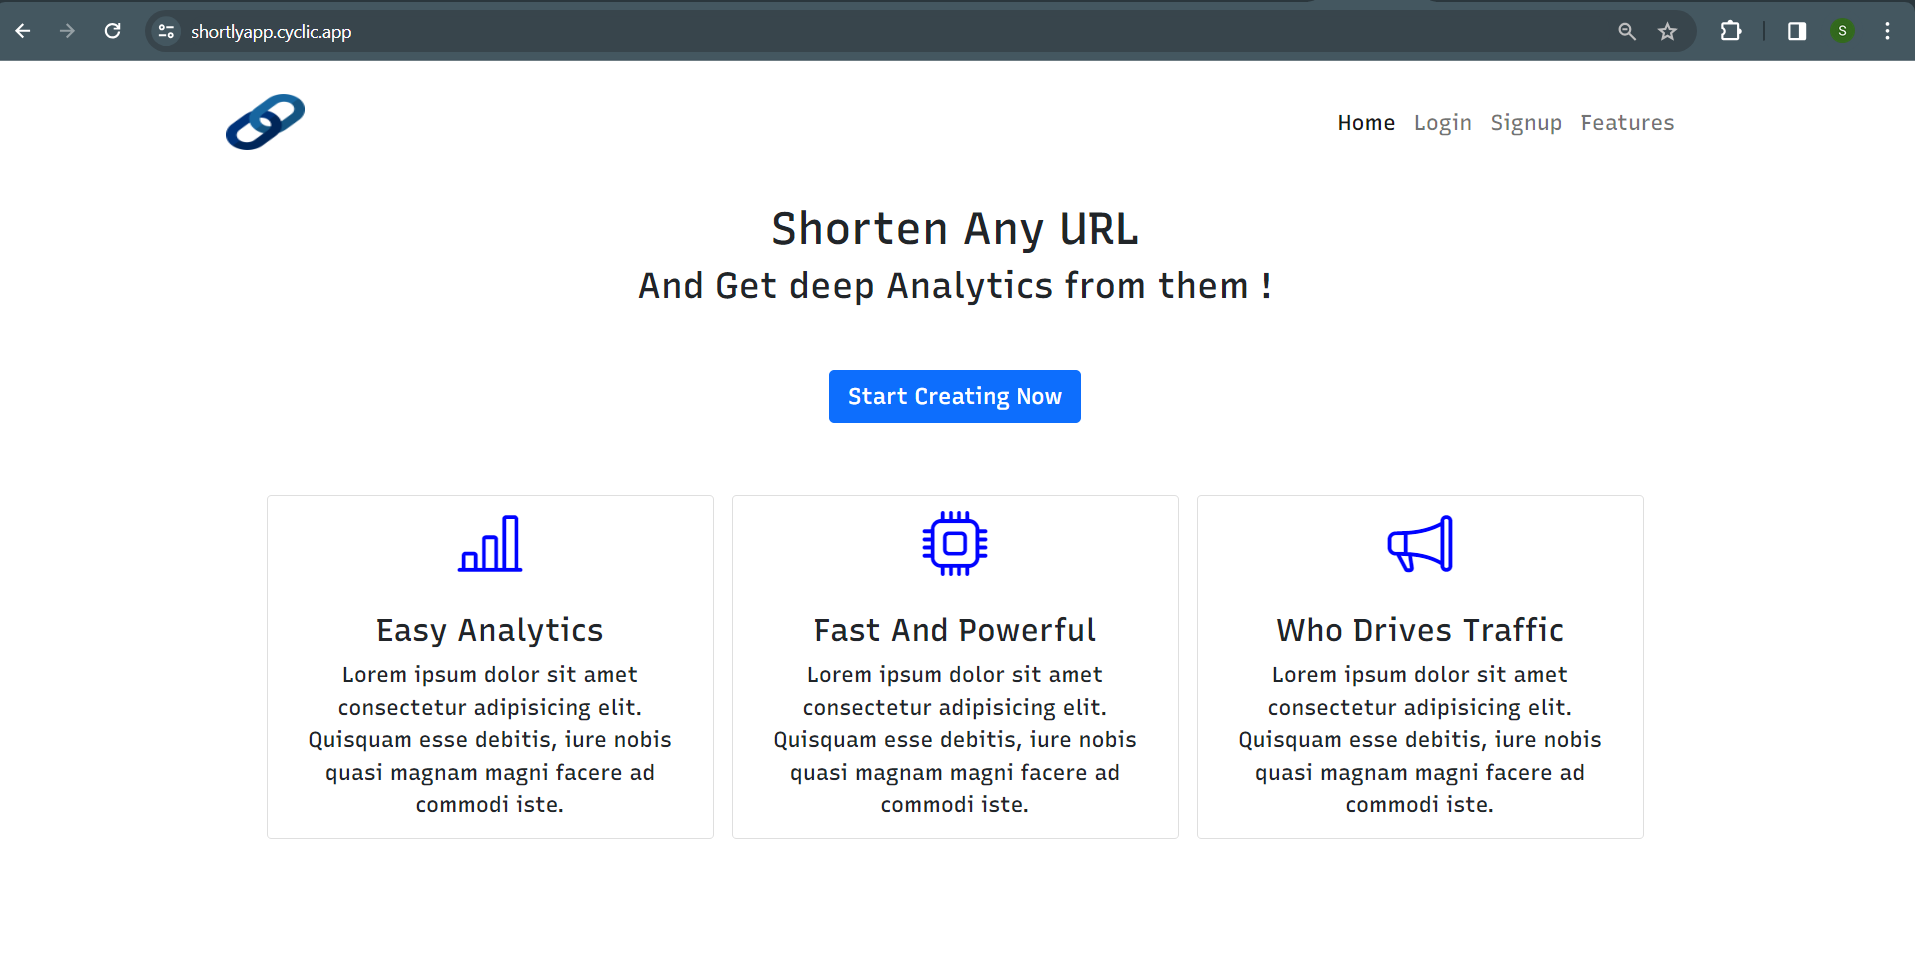 shortlyapp.cyclic.app
S
Home Login Signup Features
Shorten Any URL
And Get deep Analytics from them !
Start Creating Now
Easy Analytics
Lorem ipsum dolor sit amet
consectetur adipisicing elit.
Quisquam esse debitis, iure nobis
quasi magnam magni facere ad
commodi iste.
Fast And Powerful
Lorem ipsum dolor sit amet
consectetur adipisicing elit.
Quisquam esse debitis, iure nobis
quasi magnam magni facere ad
commodi iste.
Who Drives Traffic
Lorem ipsum dolor sit amet
consectetur adipisicing elit.
Quisquam esse debitis, iure nobis
quasi magnam magni facere ad
commodi iste.